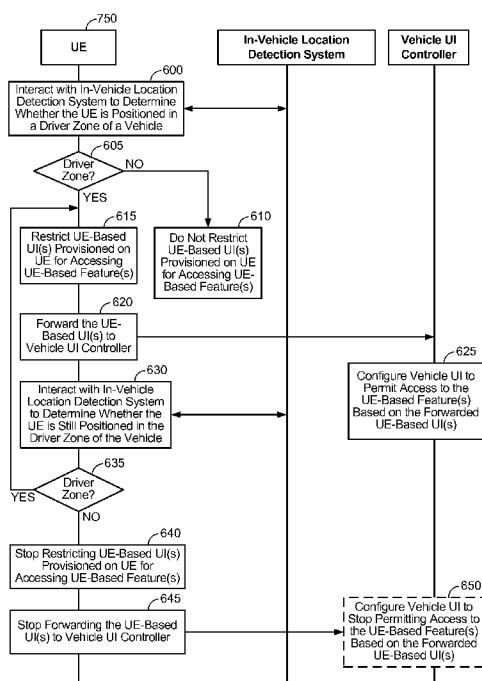 750
UE
In-Vehicle Location
Detection System
Vehicle UI
Controller
600
Interact with In-Vehicle Location
Detection System to Determine
Whether the UE is Positioned in
a Driver Zone of a Vehicle
605
Driver
Zone?
NO
YES
615
Restrict UE-Based
UI(s) Provisioned on
UE for Accessing
UE-Based Feature(s)
610
Do Not Restrict
UE-Based UI(s)
Provisioned on UE
for Accessing UE-
Based Feature(s)
620
Forward the UE-
Based UI(s) to
Vehicle UI Controller
625
Configure Vehicle UI to
Permit Access to the
UE-Based Feature(s)
Based on the Forwarded
UE-Based UI(s)
630
Interact with In-Vehicle
Location Detection System
to Determine Whether the
UE is Still Positioned in the
Driver Zone of the Vehicle
635
Driver
Zone?
YES
NO
640
Stop Restricting UE-Based UI(s)
Provisioned on UE for
Accessing UE-Based Feature(s)
645
Stop Forwarding the UE-Based
UI(s) to Vehicle UI Controller
650
Configure Vehicle UI to
Stop Permitting Access to
the UE-Based Feature(s)
Based on the Forwarded
UE-Based UI(s)